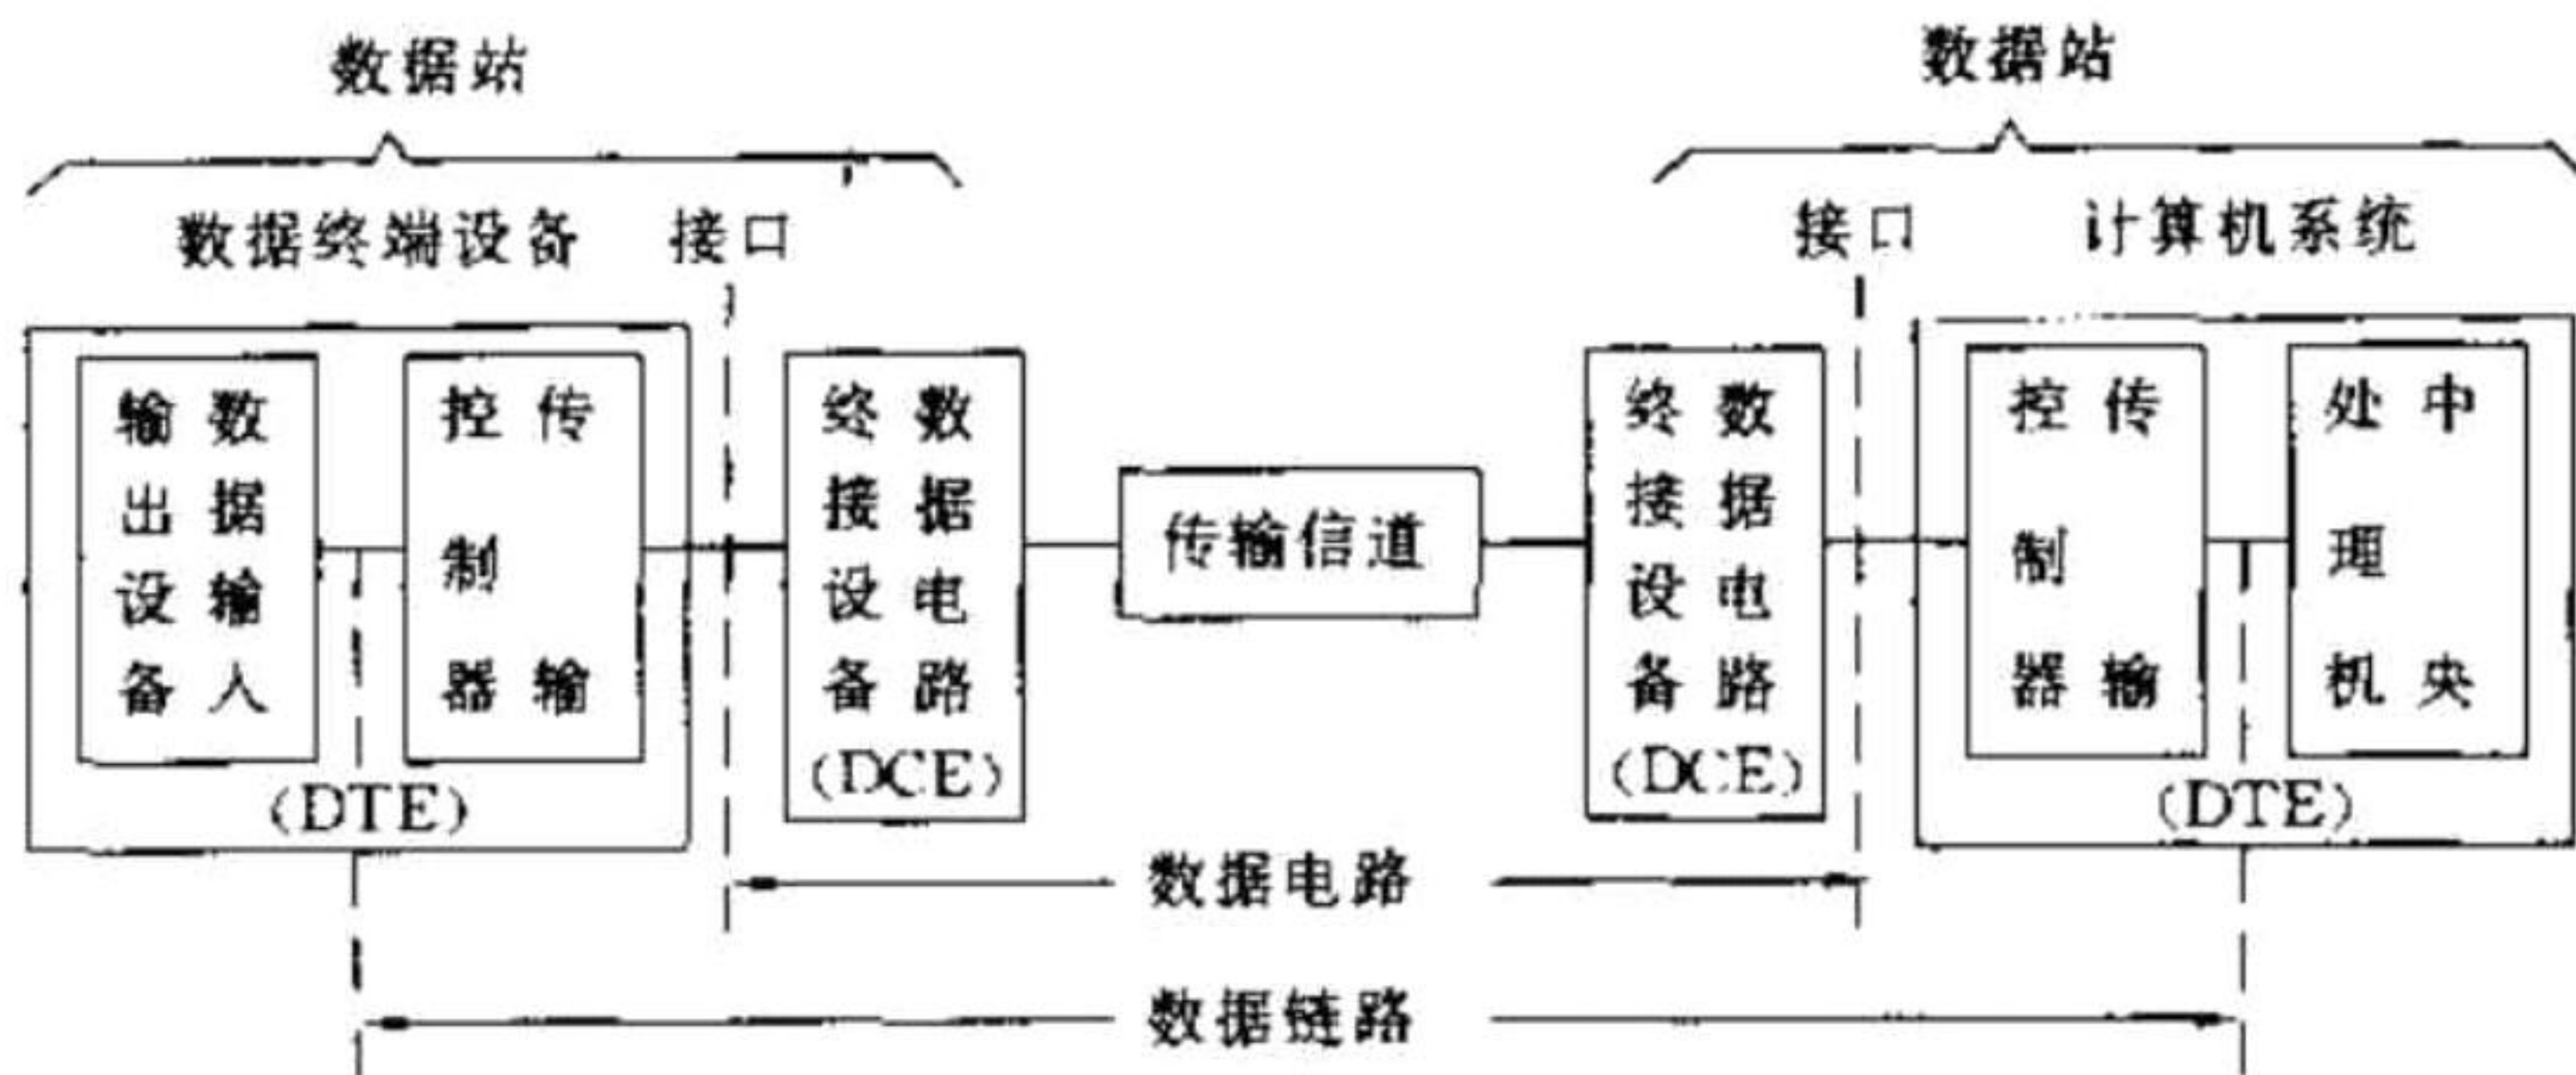 数据站
数据站
数据终端设备
接口
接口
计算机系统
数据输入
输出设备
传输
控制器
(DTE)
数据电路
终接设备
(DCE)
传输信道
数据电路
终接设备
(DCE)
传输
控制器
中央
处理机
(DTE)
数据电路
数据链路